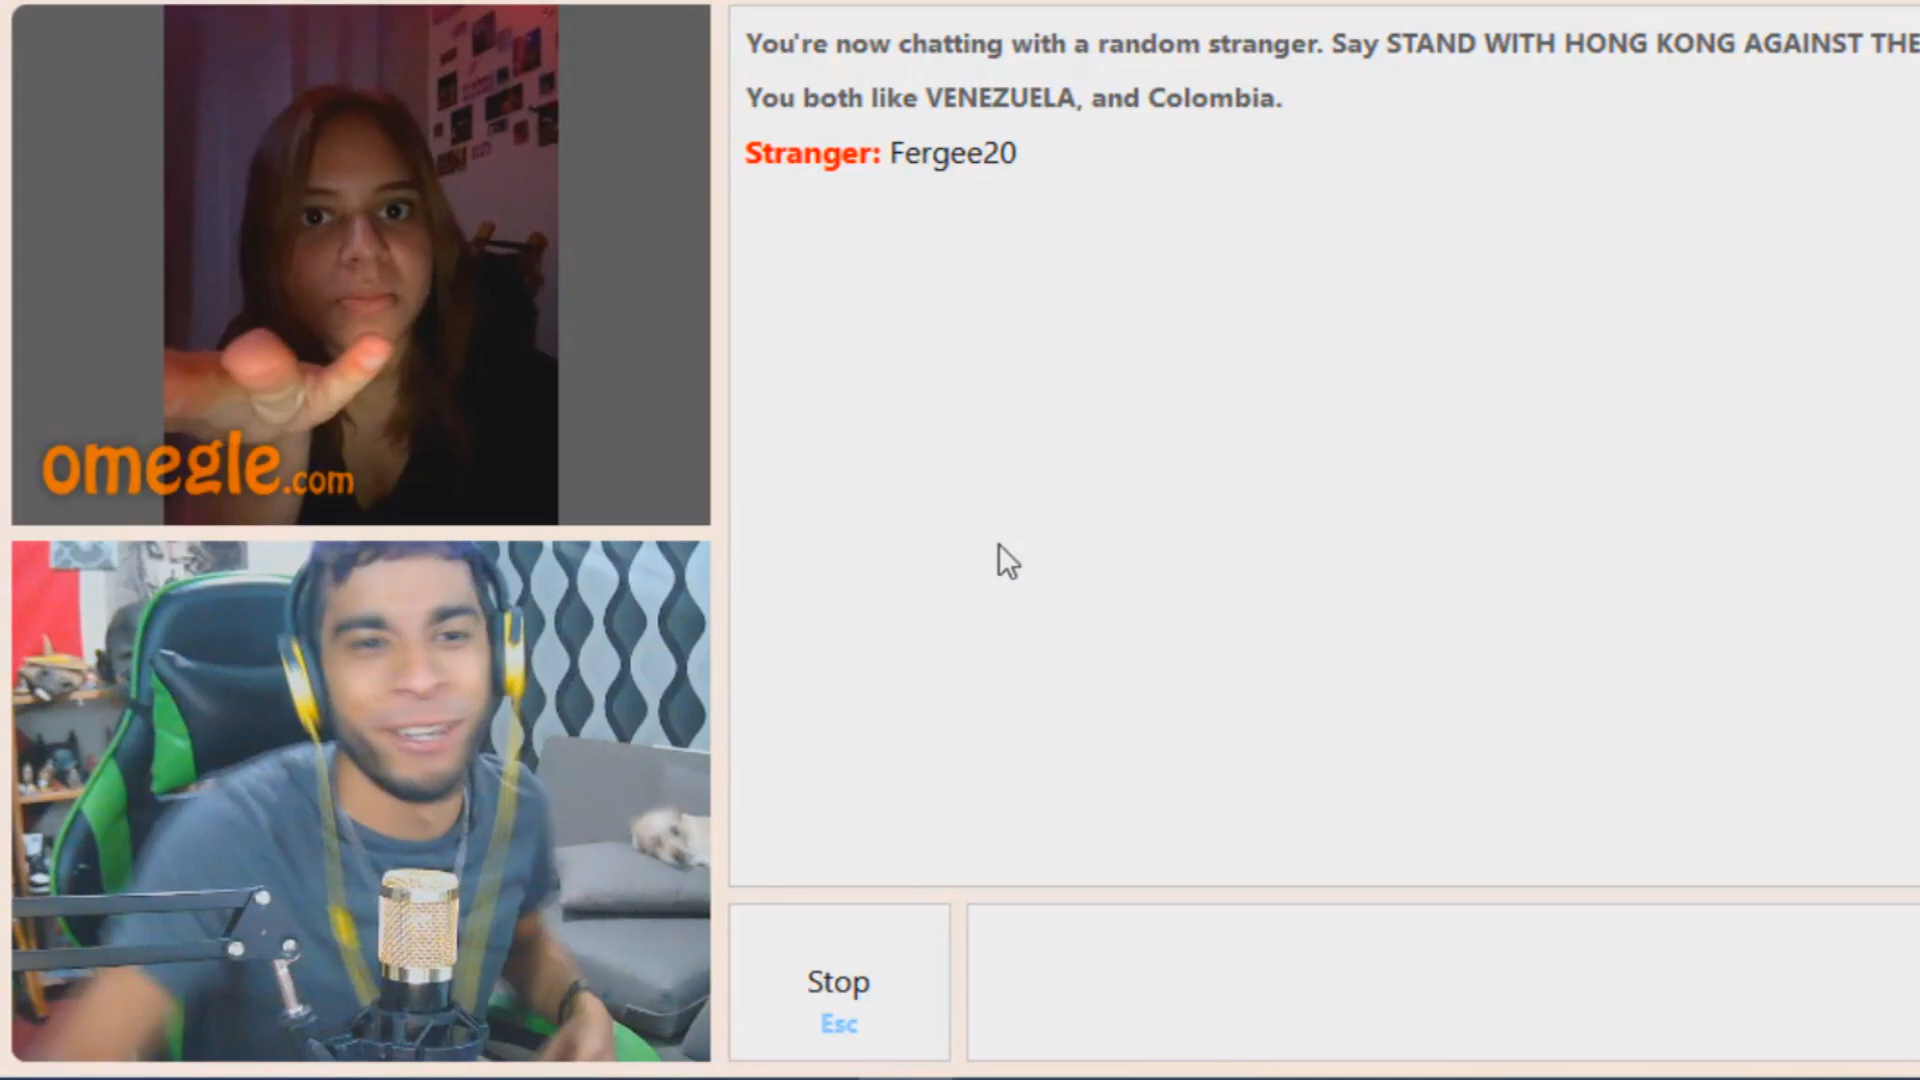 You're now chatting with a random stranger. Say STAND WITH HONG KONG AGAINST THE
You both like VENEZUELA, and Colombia.
Stranger: Fergee20
omegle.com
Stop
Esc